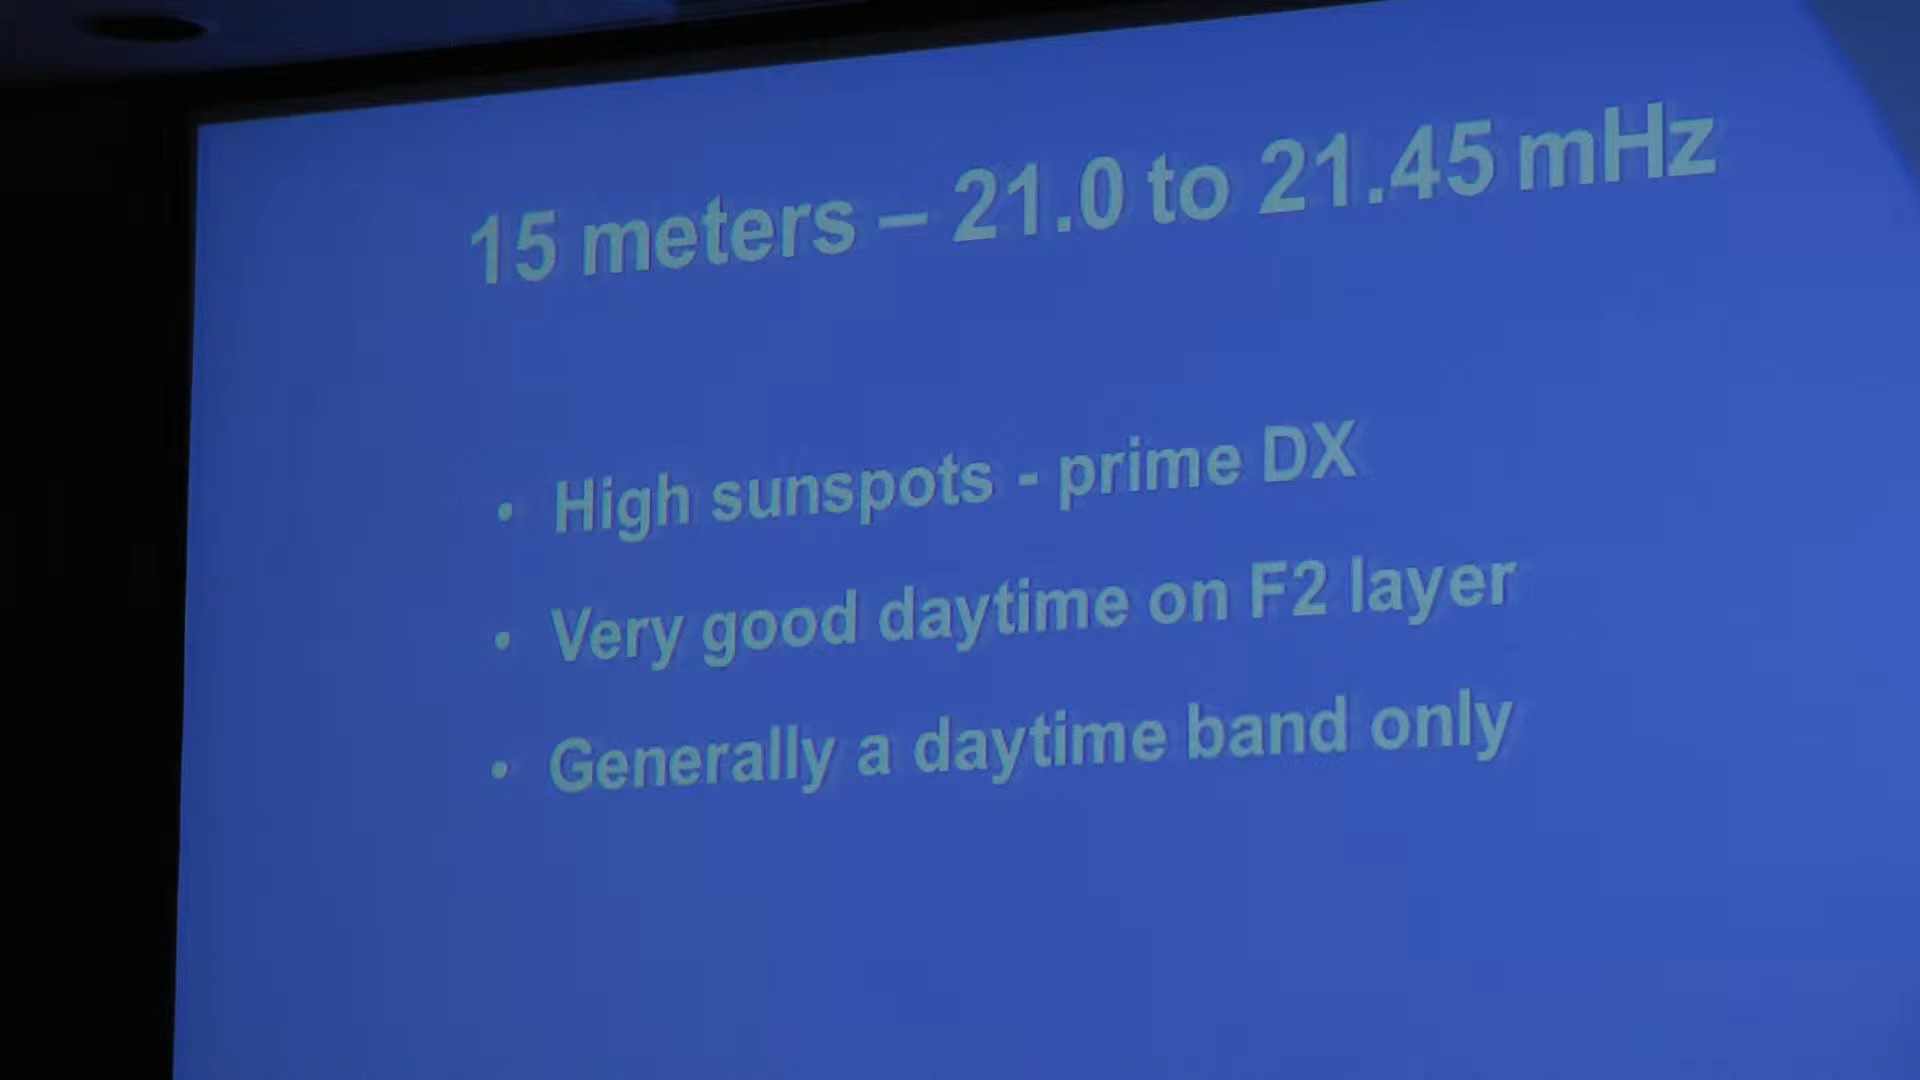 15 meters – 21.0 to 21.45 mHz
• High sunspots - prime DX
• Very good daytime on F2 layer
• Generally a daytime band only